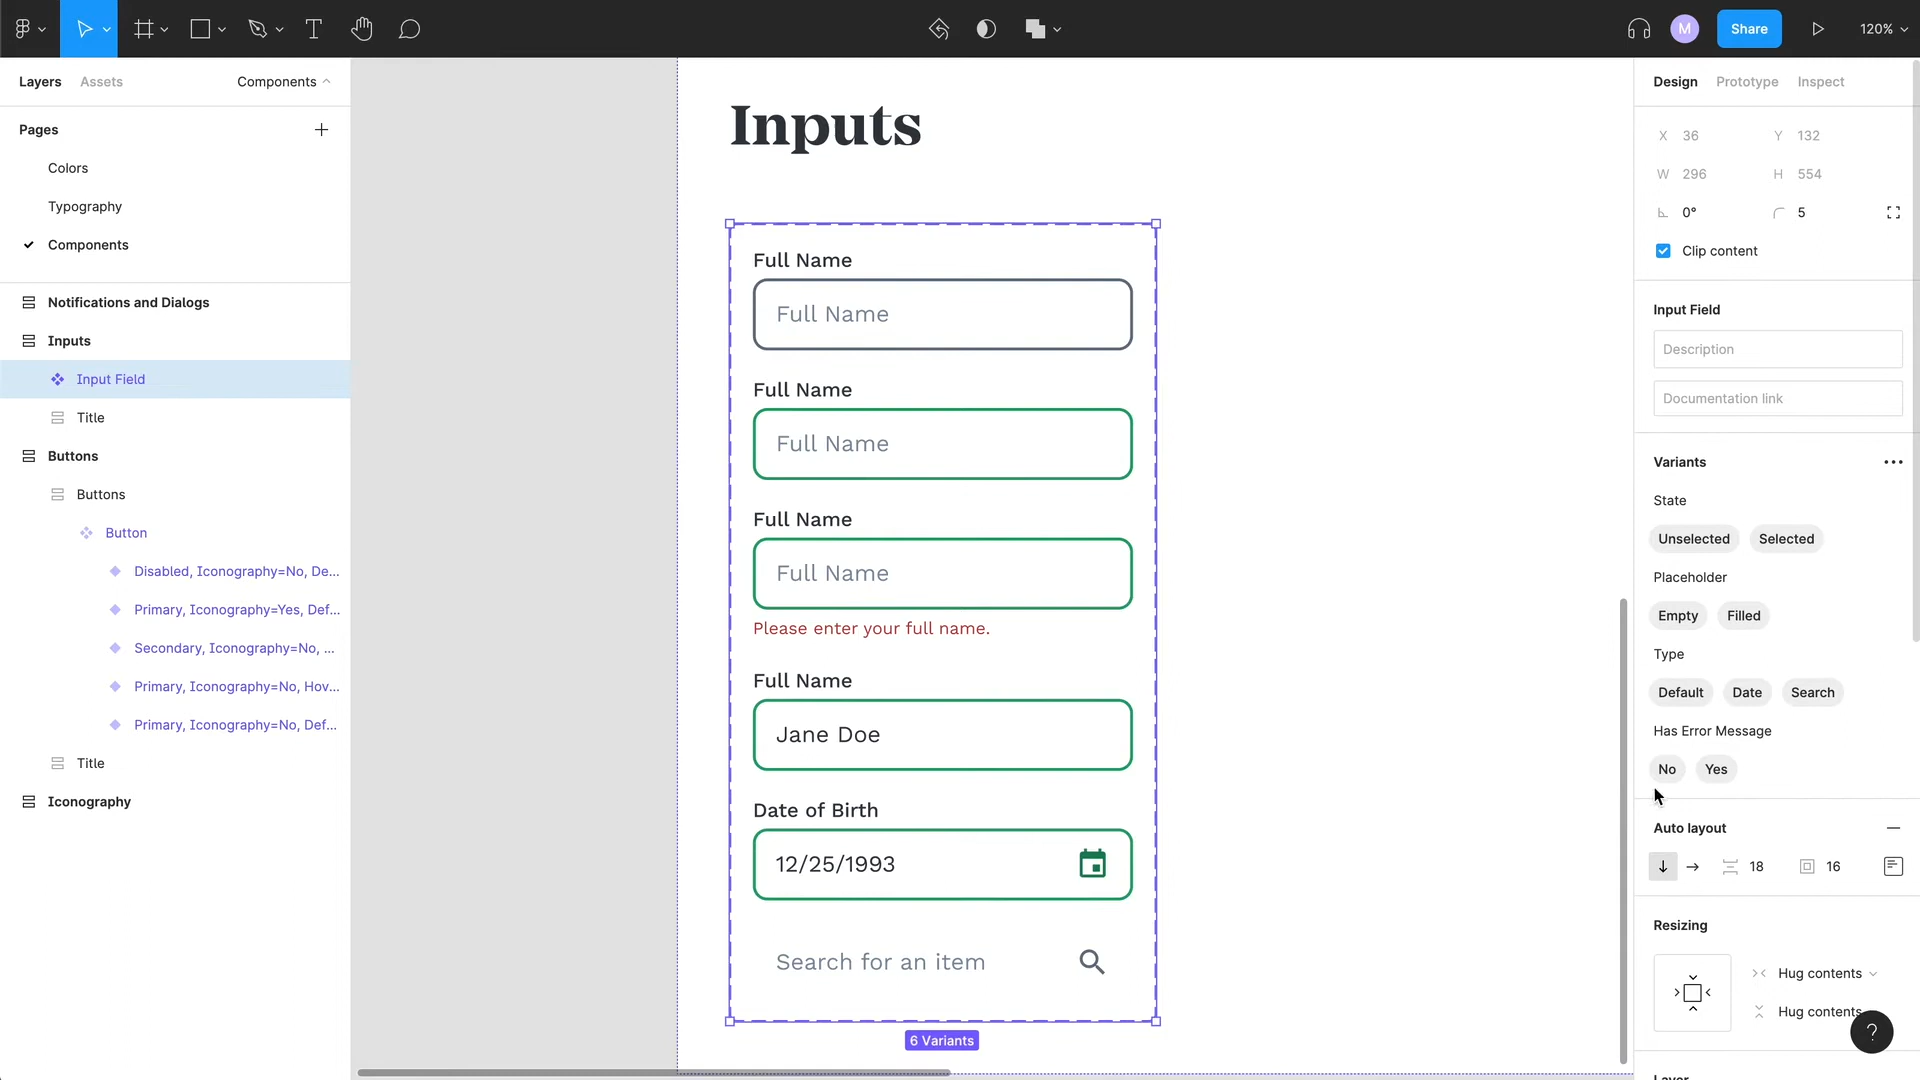 M
Share
120%
Layers
Assets
Components
Pages
Colors
Typography
Components
Notifications and Dialogs
Inputs
Input Field
Title
Buttons
Buttons
Button
Disabled, Iconography=No, De...
Primary, Iconography=Yes, Def...
Secondary, Iconography=No, ...
Primary, Iconography=No, Hov...
Primary, Iconography=No, Def...
Title
Iconography
Inputs
Full Name
Full Name
Full Name
Full Name
Full Name
Full Name
Please enter your full name.
Full Name
Jane Doe
Date of Birth
12/25/1993
Search for an item
6 Variants
Design
Prototype
Inspect
X 36
Y 132
W 296
H 554
0°
5
Clip content
Input Field
Description
Documentation link
Variants
State
Unselected
Selected
Placeholder
Empty
Filled
Type
Default
Date
Search
Has Error Message
No
Yes
Auto layout
18
16
Resizing
Hug contents
Hug contents
?
Layer